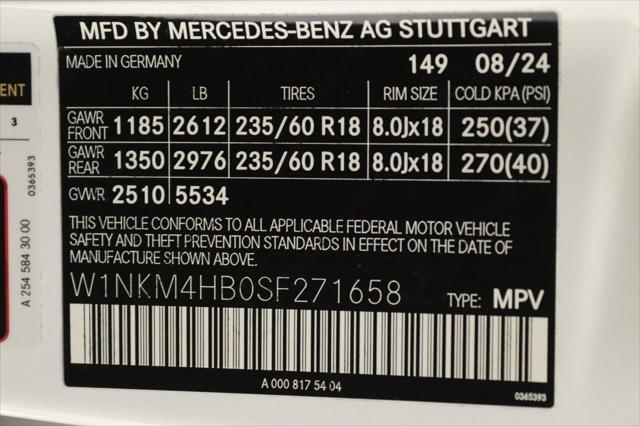 MFD BY MERCEDES-BENZ AG STUTTGART
MADE IN GERMANY 149 08/24
KG LB TIRES RIM SIZE COLD KPA(PSI)
GAWR FRONT 1185 2612 235/60 R18 8.0Jx18 250(37)
GAWR REAR 1350 2976 235/60 R18 8.0Jx18 270(40)
GVWR 2510 5534
THIS VEHICLE CONFORMS TO ALL APPLICABLE FEDERAL MOTOR VEHICLE
SAFETY AND THEFT PREVENTION STANDARDS IN EFFECT ON THE DATE OF
MANUFACTURE SHOWN ABOVE.
W1NKM4HB0SF271658 TYPE: MPV
A 000 817 54 04
0365393
ENT
3
0365393
A 254 584 30 00